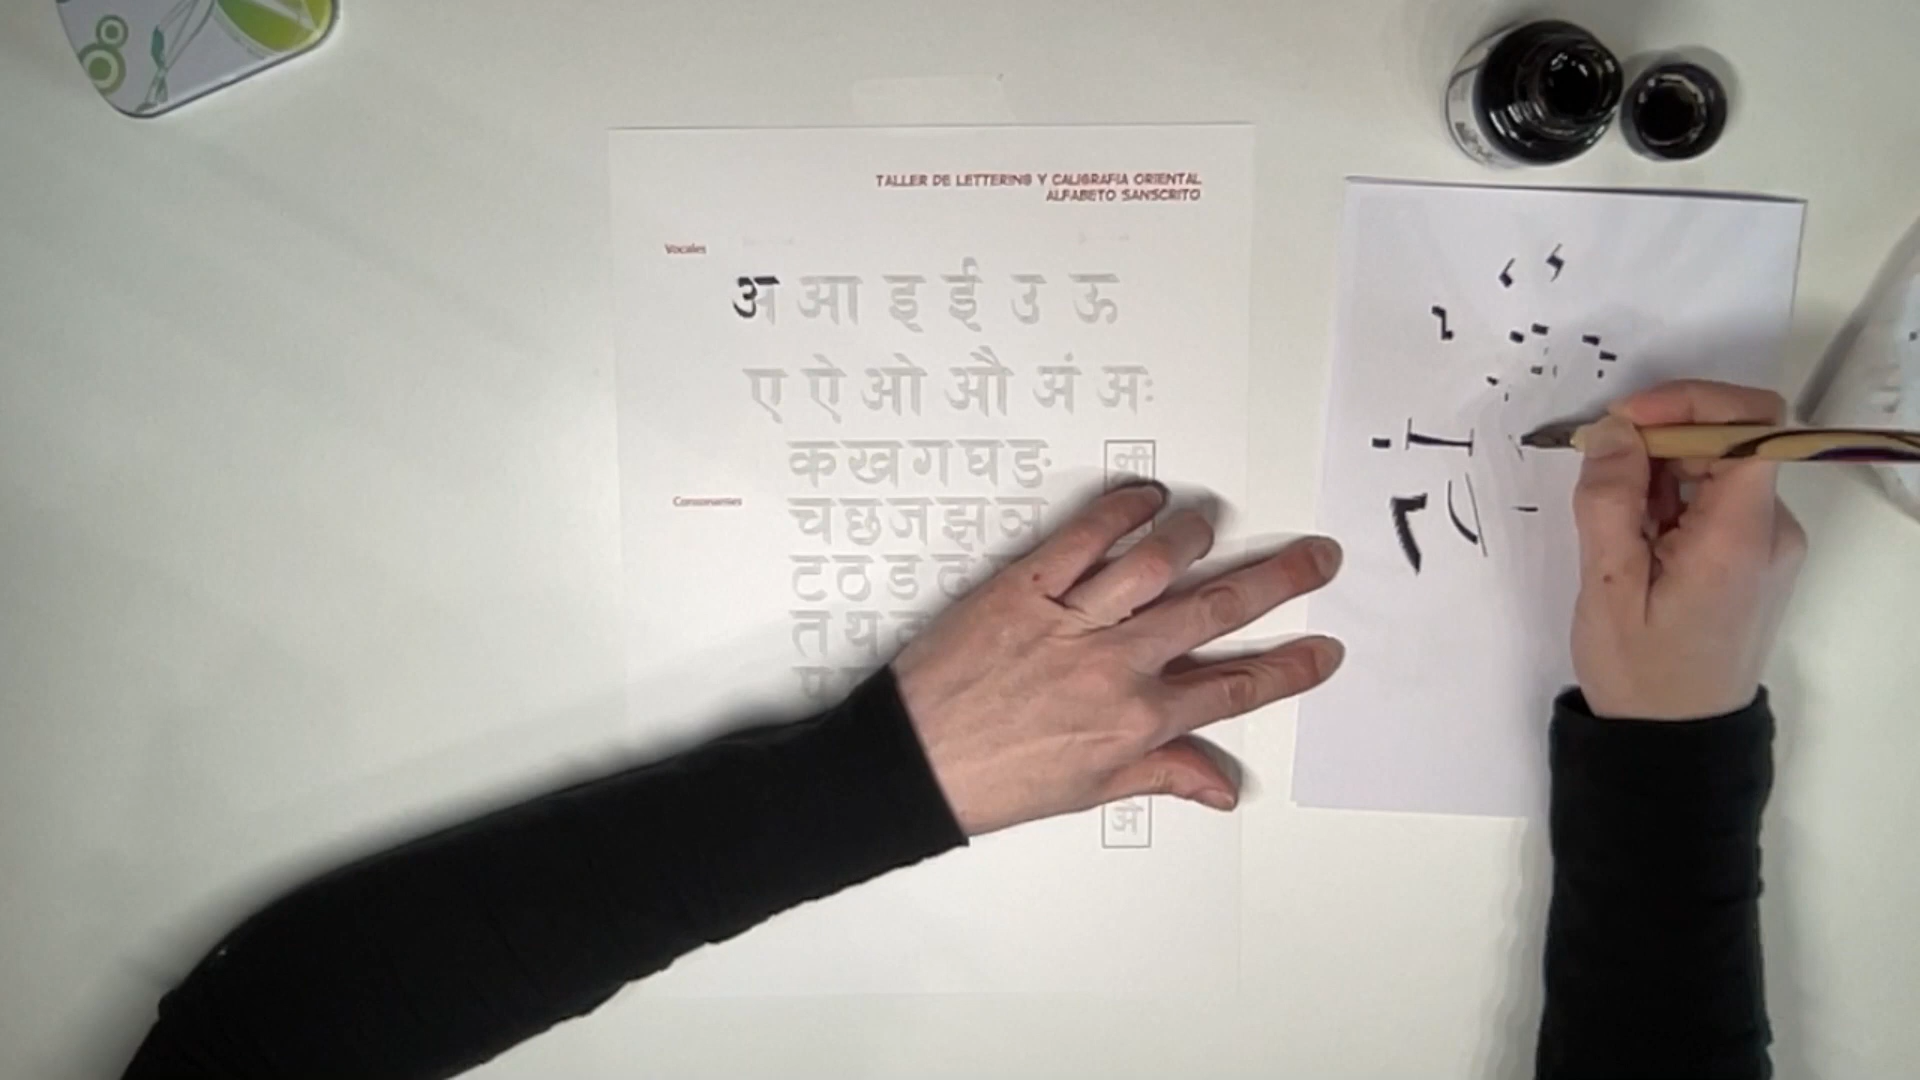 TALLER DE LETTERING Y CALIGRAFIA ORIENTAL
ALFABETO SANSCRITO
Vocales
अ आ इ ई उ ऊ
ए ऐ ओ औ अं अः
क ख ग घ ङ
Consonantes
च छ ज झ ञ
ट ठ ड
त थ
श्री